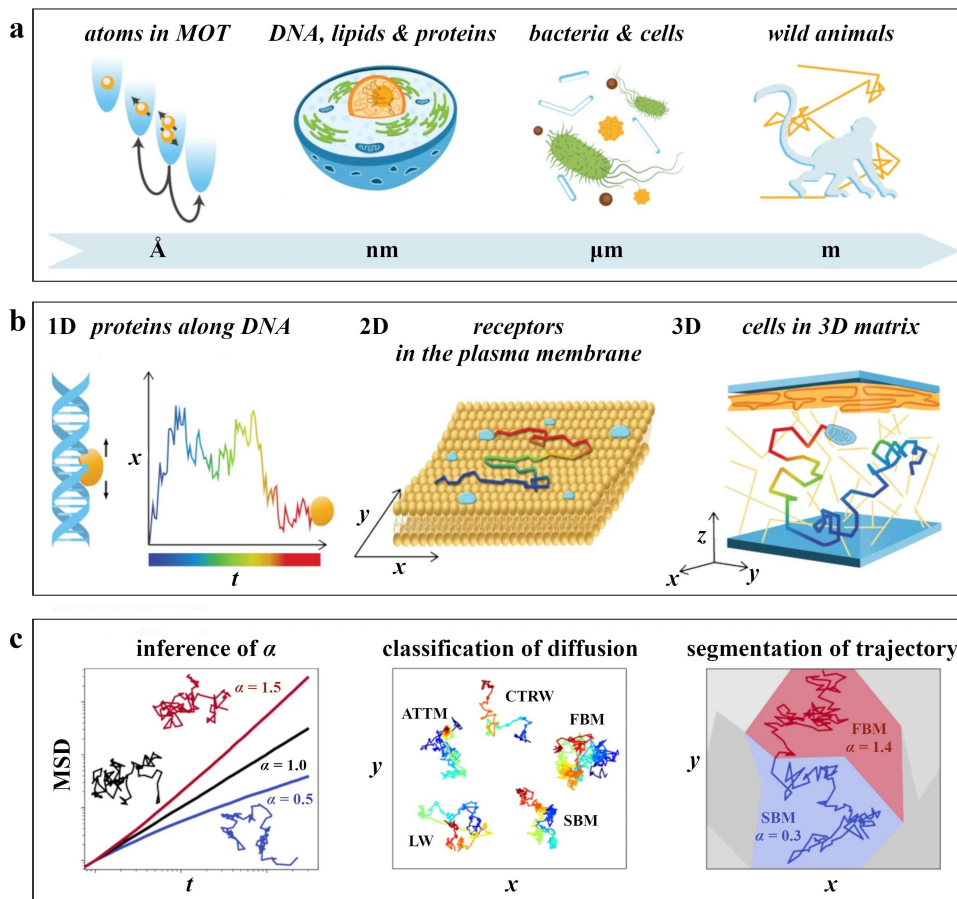 a
atoms in MOT
DNA, lipids & proteins
bacteria & cells
wild animals
Å
nm
μm
m
b
1D
proteins along DNA
x
t
2D
receptors
in the plasma membrane
y
x
3D
cells in 3D matrix
z
x
y
c
inference of α
MSD
α = 1.5
α = 1.0
α = 0.5
t
classification of diffusion
CTRW
ATTM
FBM
y
LW
SBM
x
segmentation of trajectory
FBM
α = 1.4
y
SBM
α = 0.3
x